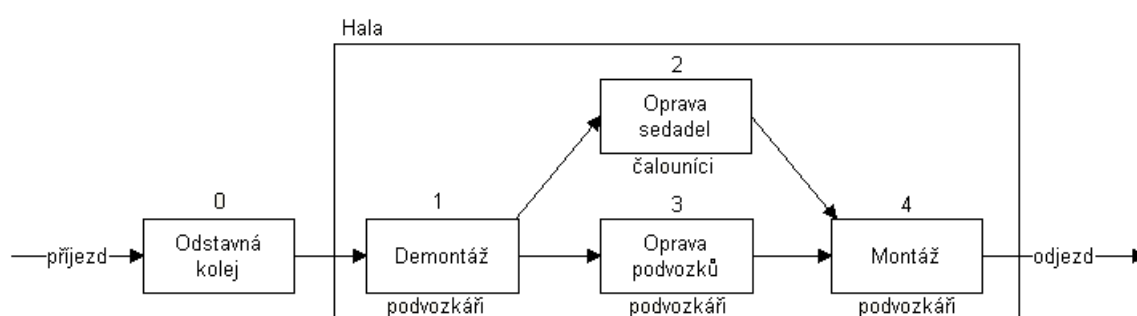 Hala
2
Oprava
sedadel
čalouníci
0
1
3
4
příjezd
Odstavná
kolej
Demontáž
Oprava
podvozků
Montáž
odjezd
podvozkáři
podvozkáři
podvozkáři